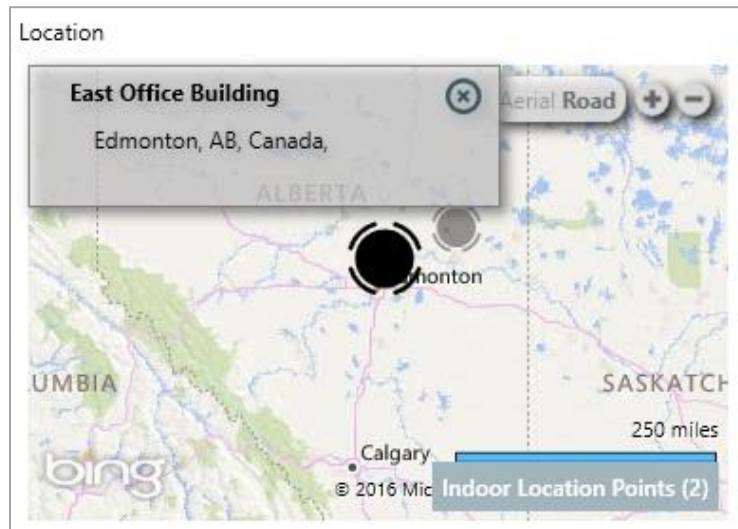 Location
East Office Building
Edmonton, AB, Canada,
Aerial Road
ALBERTA
monton
UMBIA
SASKATCH
250 miles
Calgary
bing
© 2016 Mic
Indoor Location Points (2)